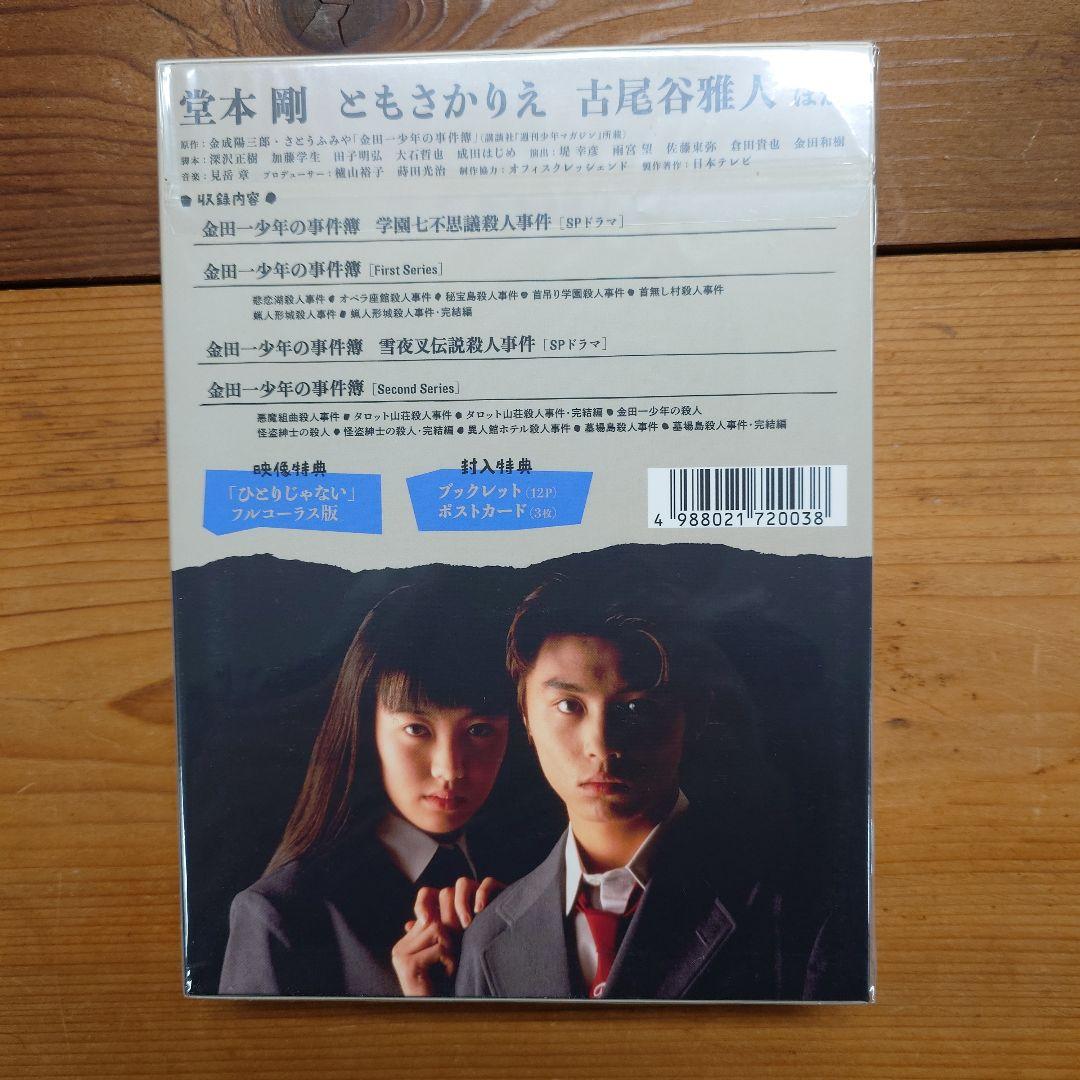 堂本 剛 ともさかりえ 古尾谷雅人 ほか
原作：金成陽三郎・さとうふみや「金田一少年の事件簿」（講談社「週刊少年マガジン」所載）
脚本：深沢正樹 加藤学生 田子明弘 大石哲也 成田はじめ 演出：堤 幸彦 雨宮 望 佐藤東弥 倉田貴也 金田和樹
音楽：見岳 章 プロデューサー：櫨山裕子 蒔田光治 制作協力：オフィスクレッシェンド 製作著作：日本テレビ
● 収録内容 ●
金田一少年の事件簿 学園七不思議殺人事件［SPドラマ］
金田一少年の事件簿［First Series］
悲恋湖殺人事件 ● オペラ座館殺人事件 ● 秘宝島殺人事件 ● 首吊り学園殺人事件 ● 首無し村殺人事件
蝋人形城殺人事件 ● 蝋人形城殺人事件・完結編
金田一少年の事件簿 雪夜叉伝説殺人事件［SPドラマ］
金田一少年の事件簿［Second Series］
悪魔組曲殺人事件 ● タロット山荘殺人事件 ● タロット山荘殺人事件・完結編 ● 金田一少年の殺人
怪盗紳士の殺人 ● 怪盗紳士の殺人・完結編 ● 異人館ホテル殺人事件 ● 墓場島殺人事件 ● 墓場島殺人事件・完結編
映像特典
「ひとりじゃない」
フルコーラス版
封入特典
ブックレット（12P）
ポストカード（3枚）
4 988021 720038